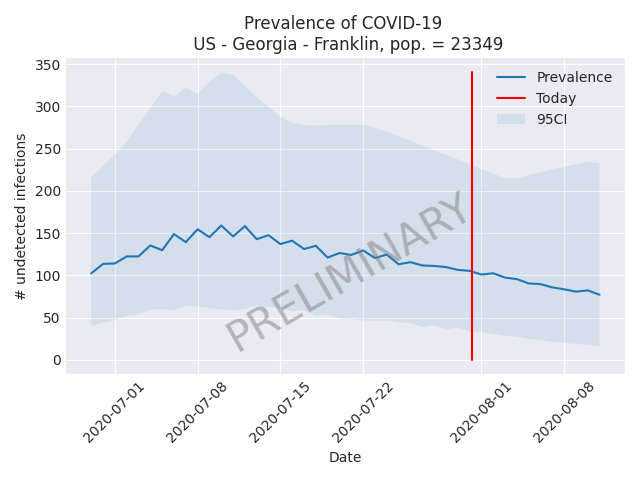 Prevalence of COVID-19
US - Georgia - Franklin, pop. = 23349
350
300
250
200
150
100
50
0
# undetected infections
Prevalence
Today
95CI
PRELIMINARY
2020-07-01
2020-07-08
2020-07-15
2020-07-22
2020-08-01
2020-08-08
Date